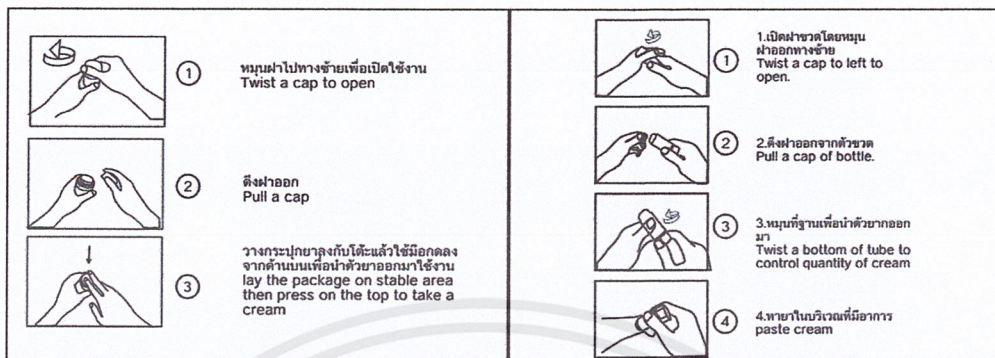 1
หมุนฝาไปทางซ้ายเพื่อเปิดใช้งาน
Twist a cap to open
2
ดึงฝาออก
Pull a cap
3
วางกระปุกยาลงกับโต๊ะแล้วใช้มือกดลง
จากด้านบนเพื่อนำตัวยาออกมาใช้งาน
lay the package on stable area
then press on the top to take a
cream
1
1.เปิดฝาขวดโดยหมุน
ฝาออกทางซ้าย
Twist a cap to left to
open.
2
2.ดึงฝาออกจากตัวขวด
Pull a cap of bottle.
3
3.หมุนที่ฐานเพื่อนำตัวยากออก
มา
Twist a bottom of tube to
control quantity of cream
4
4.ทายาในบริเวณที่มีอาการ
paste cream